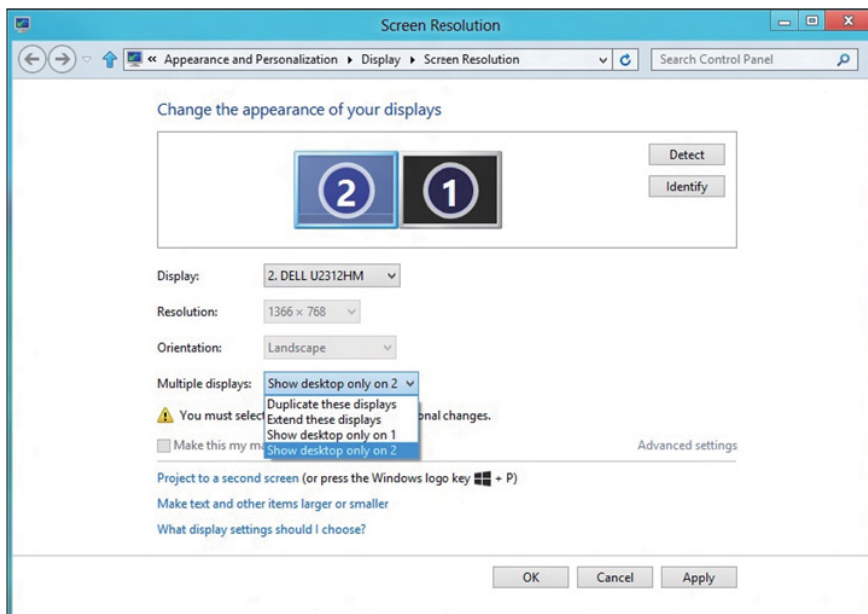 Screen Resolution
« Appearance and Personalization Display Screen Resolution Search Control Panel
Change the appearance of your displays
2 1
Detect
Identify
Display: 2. DELL U2312HM
Resolution: 1366 × 768
Orientation: Landscape
Multiple displays: Show desktop only on 2
Duplicate these displays
You must selec onal changes.
Extend these displays
Show desktop only on 1
Make this my ma Show desktop only on 2 Advanced settings
Project to a second screen (or press the Windows logo key + P)
Make text and other items larger or smaller
What display settings should I choose?
OK Cancel Apply